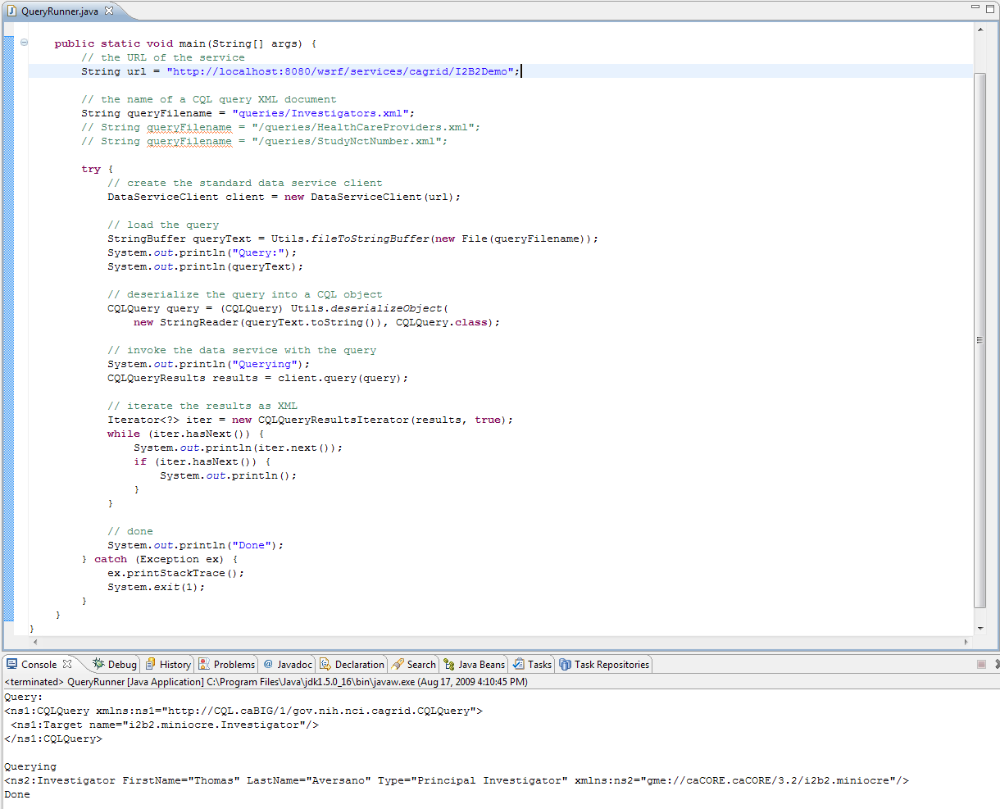 QueryRunner.java
public static void main(String[] args) {
// the URL of the service
String url = "http://localhost:8080/wsrf/services/cagrid/I2B2Demo";
// the name of a CQL query XML document
String queryFilename = "queries/Investigators.xml";
// String queryFilename = "/queries/HealthCareProviders.xml";
// String queryFilename = "/queries/StudyNctNumber.xml";
try {
// create the standard data service client
DataServiceClient client = new DataServiceClient(url);
// load the query
StringBuffer queryText = Utils.fileToStringBuffer(new File(queryFilename));
System.out.println("Query:");
System.out.println(queryText);
// deserialize the query into a CQL object
CQLQuery query = (CQLQuery) Utils.deserializeObject(
new StringReader(queryText.toString()), CQLQuery.class);
// invoke the data service with the query
System.out.println("Querying");
CQLQueryResults results = client.query(query);
// iterate the results as XML
Iterator<?> iter = new CQLQueryResultsIterator(results, true);
while (iter.hasNext()) {
System.out.println(iter.next());
if (iter.hasNext()) {
System.out.println();
}
}
// done
System.out.println("Done");
} catch (Exception ex) {
ex.printStackTrace();
System.exit(1);
}
}
}
Console Debug History Problems @ Javadoc Declaration Search Java Beans Tasks Task Repositories
<terminated> QueryRunner [Java Application] C:\Program Files\Java\jdk1.5.0_16\bin\javaw.exe (Aug 17, 2009 4:10:45 PM)
Query:
<ns1:CQLQuery xmlns:ns1="http://CQL.caBIG/1/gov.nih.nci.cagrid.CQLQuery">
<ns1:Target name="i2b2.miniocre.Investigator"/>
</ns1:CQLQuery>
Querying
<ns2:Investigator FirstName="Thomas" LastName="Aversano" Type="Principal Investigator" xmlns:ns2="gme://caCORE.caCORE/3.2/i2b2.miniocre"/>
Done